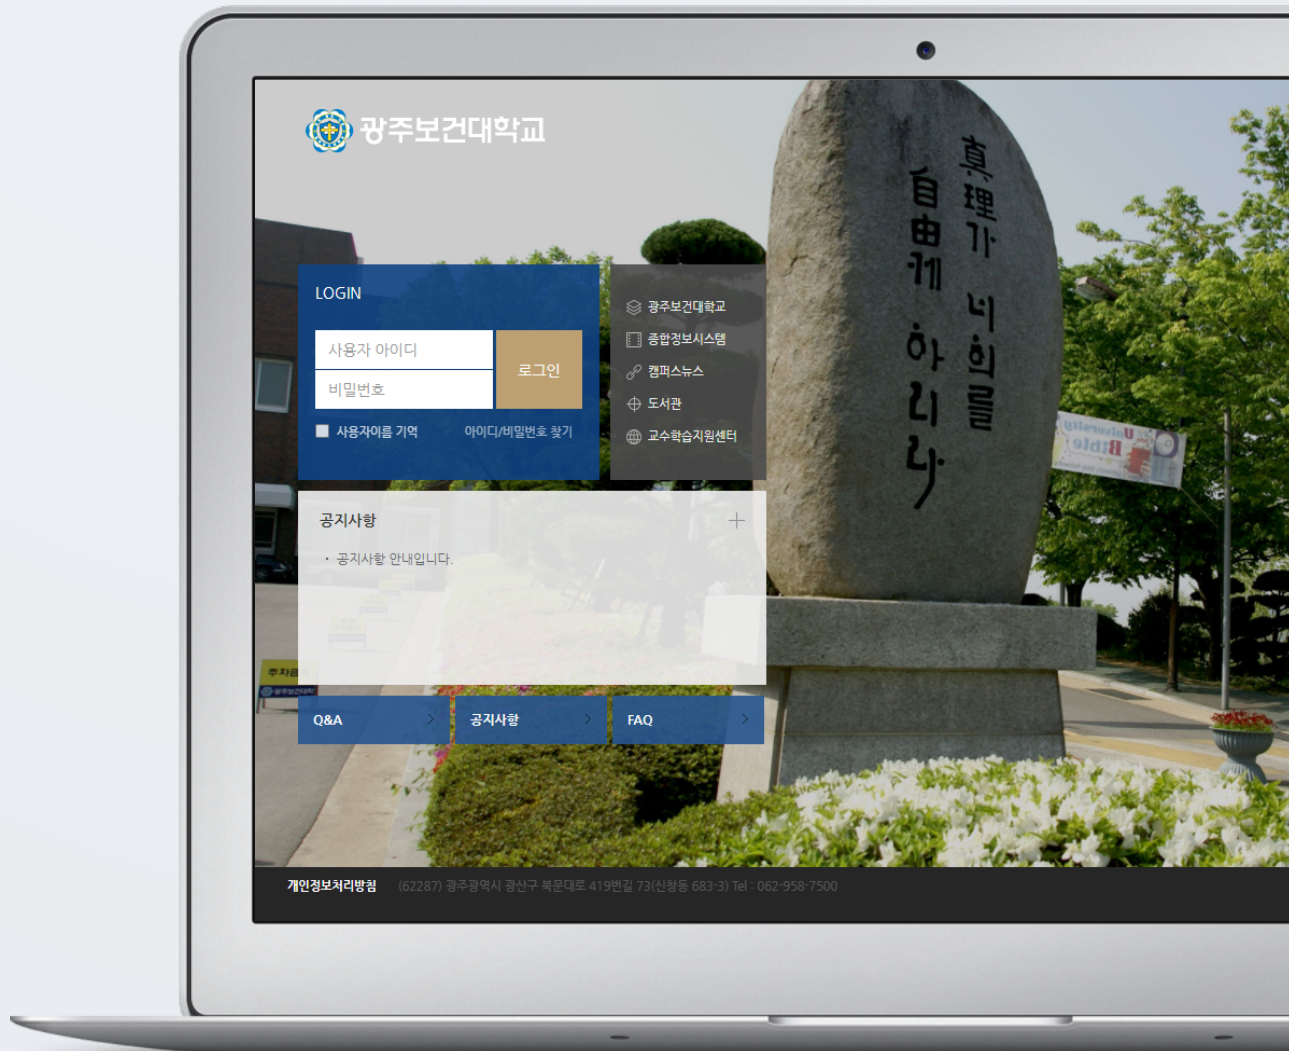 광주보건대학교
LOGIN
사용자 아이디
비밀번호
로그인
사용자이름 기억
아이디/비밀번호 찾기
광주보건대학교
종합정보시스템
캠퍼스뉴스
도서관
교수학습지원센터
공지사항
공지사항 안내입니다.
Q&A
공지사항
FAQ
真理가 너희를
自由케 하리라
University
Bible
주차금
개인정보처리방침
(62287) 광주광역시 광산구 북문대로 419번길 73(신창동 683-3) Tel : 062-958-7500